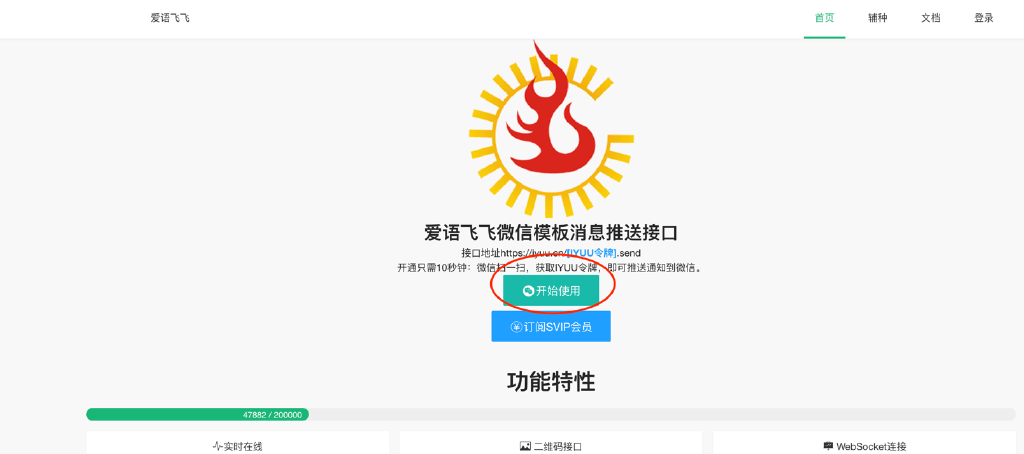 爱语飞飞 首页 辅种 文档 登录
爱语飞飞微信模板消息推送接口
接口地址https://iyuu.cn/[IYUU令牌].send
开通只需10秒钟：微信扫一扫，获取IYUU令牌，即可推送通知到微信。
开始使用
订阅SVIP会员
功能特性
47882 / 200000
实时在线 二维码接口 WebSocket连接